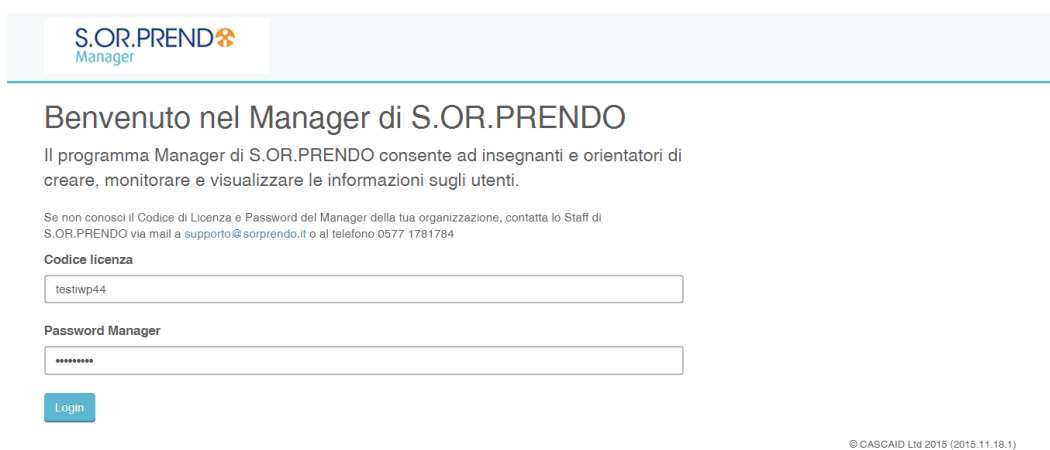 S.OR.PREND
Manager
Benvenuto nel Manager di S.OR.PRENDO
Il programma Manager di S.OR.PRENDO consente ad insegnanti e orientatori di
creare, monitorare e visualizzare le informazioni sugli utenti.
Se non conosci il Codice di Licenza e Password del Manager della tua organizzazione, contatta lo Staff di
S.OR.PRENDO via mail a supporto@sorprendo.it o al telefono 0577 1781784
Codice licenza
testiwp44
Password Manager
•••••••••
Login
© CASCAID Ltd 2015 (2015.11.18.1)